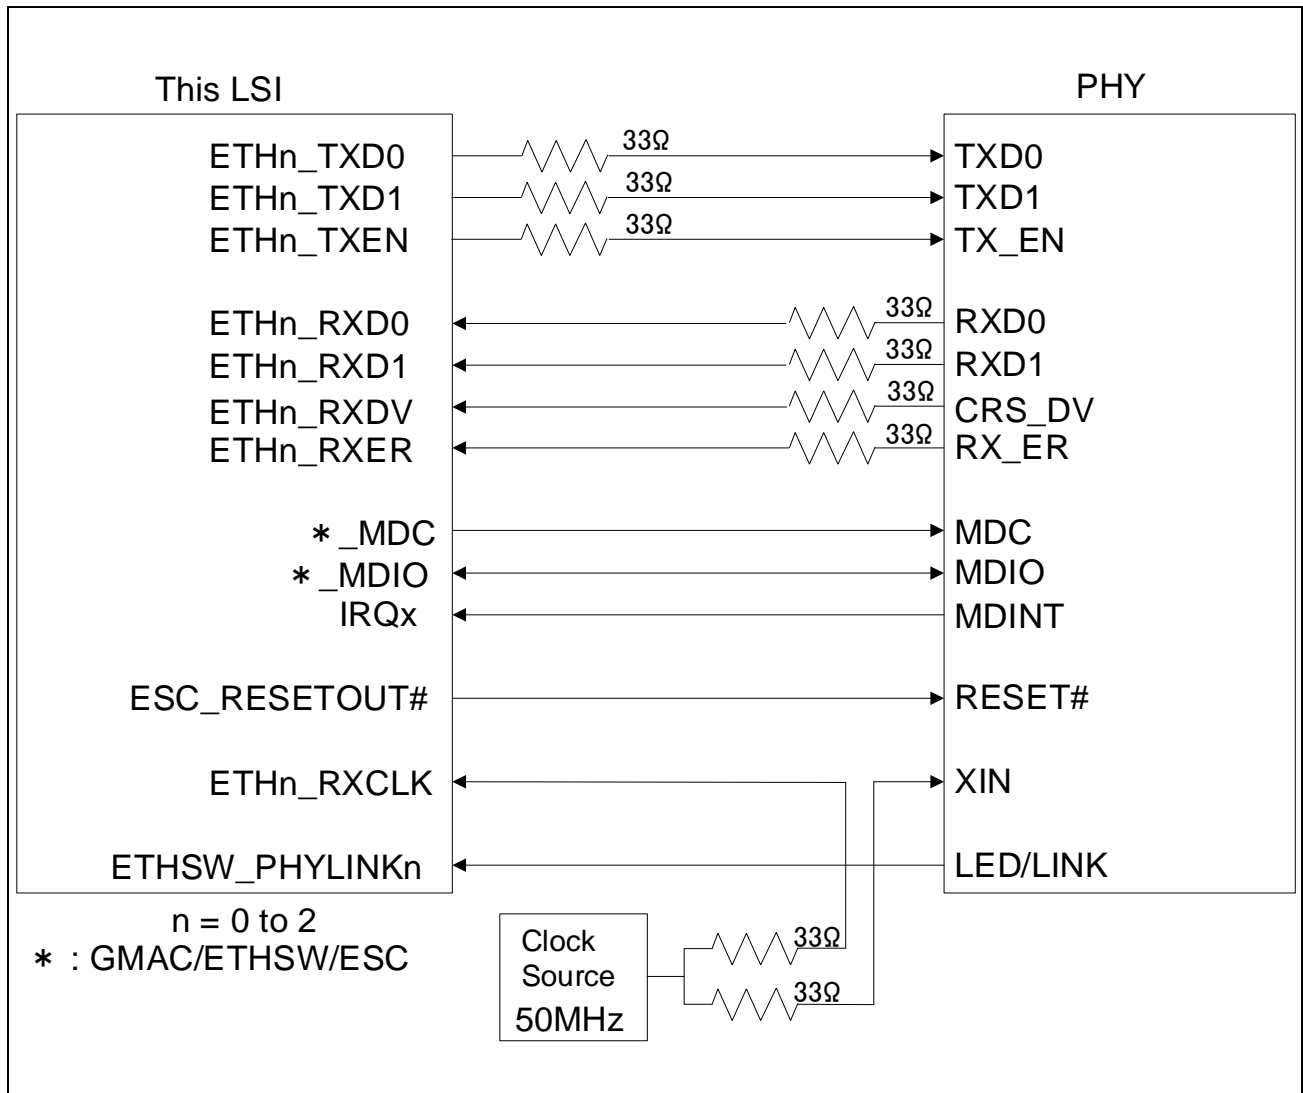 This LSI PHY
ETHn_TXD0 33Ω TXD0
ETHn_TXD1 33Ω TXD1
ETHn_TXEN 33Ω TX_EN
ETHn_RXD0 33Ω RXD0
ETHn_RXD1 33Ω RXD1
ETHn_RXDV 33Ω CRS_DV
ETHn_RXER 33Ω RX_ER
*_MDC MDC
*_MDIO MDIO
IRQx MDINT
ESC_RESETOUT# RESET#
ETHn_RXCLK XIN
ETHSW_PHYLINKn LED/LINK
n = 0 to 2
* : GMAC/ETHSW/ESC
Clock
Source
50MHz
33Ω
33Ω